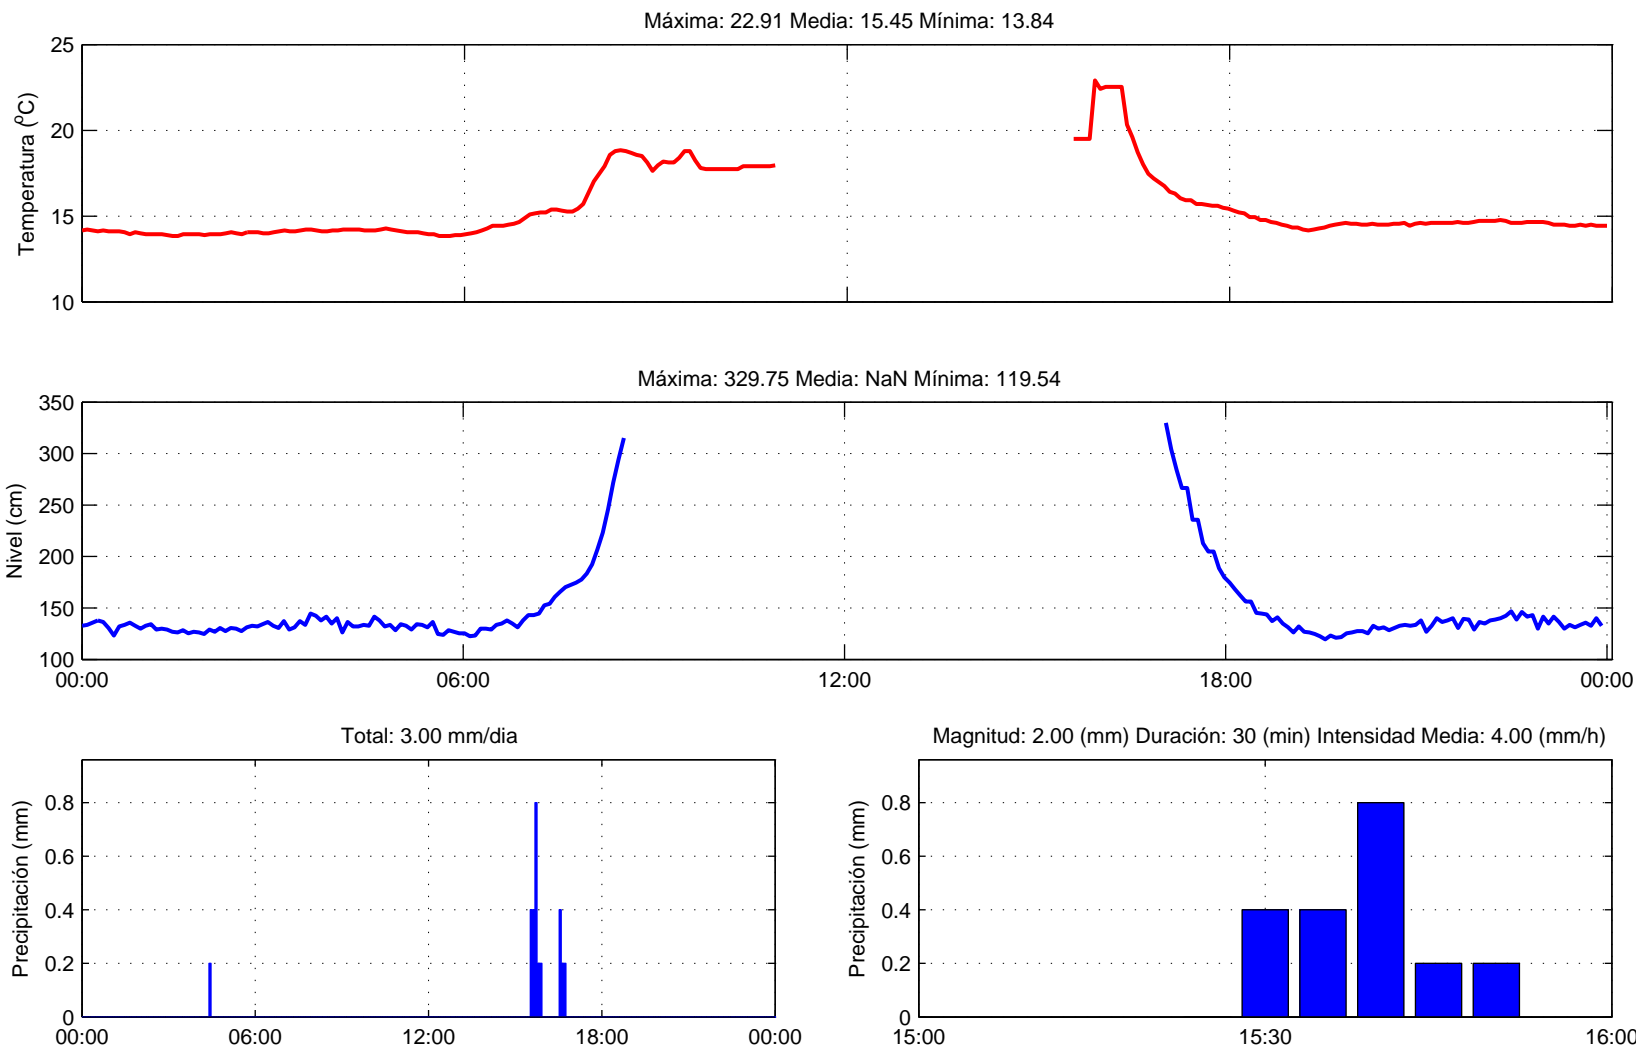 Máxima: 22.91 Media: 15.45 Mínima: 13.84
Temperatura (ºC)
25
20
15
10
Máxima: 329.75 Media: NaN Mínima: 119.54
Nivel (cm)
350
300
250
200
150
100
00:00 06:00 12:00 18:00 00:00
Total: 3.00 mm/dia
Precipitación (mm)
0.8
0.6
0.4
0.2
0
00:00 06:00 12:00 18:00 00:00
Magnitud: 2.00 (mm) Duración: 30 (min) Intensidad Media: 4.00 (mm/h)
Precipitación (mm)
0.8
0.6
0.4
0.2
0
15:00 15:30 16:00